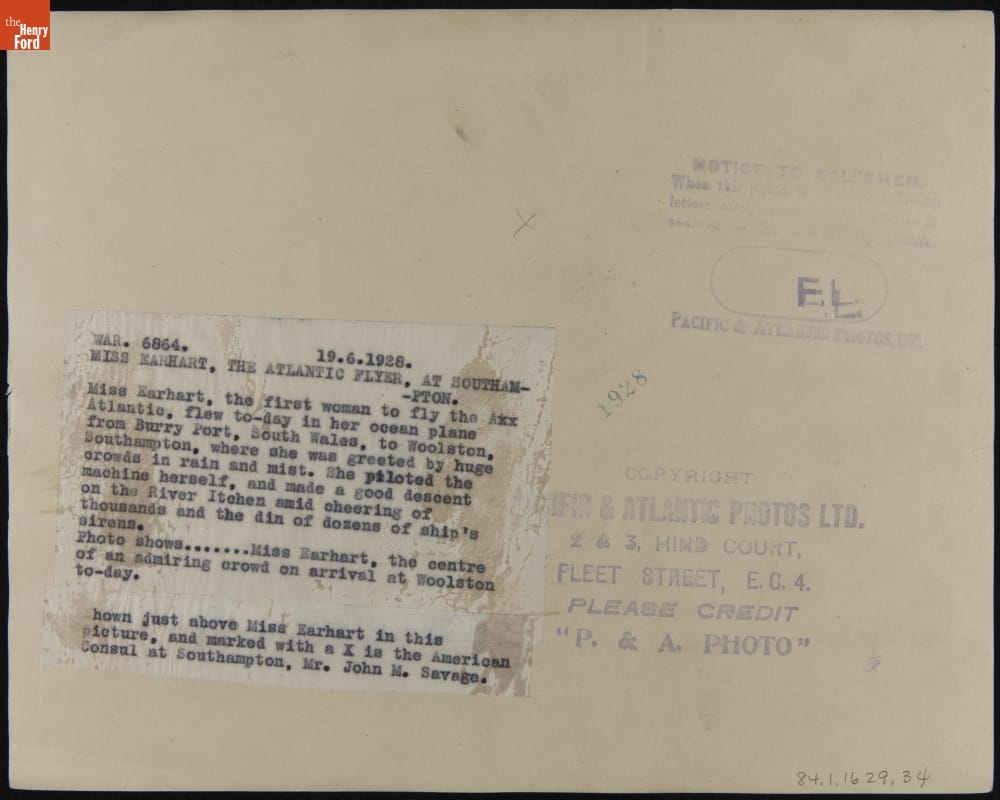 the
Henry
Ford
NOTICE TO SALESMEN.
When this photo is following
PACIFIC & ATLANTIC PHOTOS, INC.
F.L.
WAR. 6864. 19.6.1928.
MISS EARHART, THE ATLANTIC FLYER, AT SOUTHAM-
-PTON.
Miss Earhart, the first woman to fly the Axx
Atlantic, flew to-day in her ocean plane
from Burry Port, South Wales, to Woolston,
Southampton, where she was greeted by huge
crowds in rain and mist. She piloted the
machine herself, and made a good descent
on the River Itchen amid cheering of
thousands and the din of dozens of ship's
sirens.
Photo shows.......Miss Earhart, the centre
of an admiring crowd on arrival at Woolston
to-day.
hown just above Miss Earhart in this
picture, and marked with a X is the American
Consul at Southampton, Mr. John M. Savage.
X
1928
COPYRIGHT
IFIC & ATLANTIC PHOTOS LTD.
2 & 3, HIND COURT,
FLEET STREET, E.C.4.
PLEASE CREDIT
"P. & A. PHOTO"
84.1.1629.34